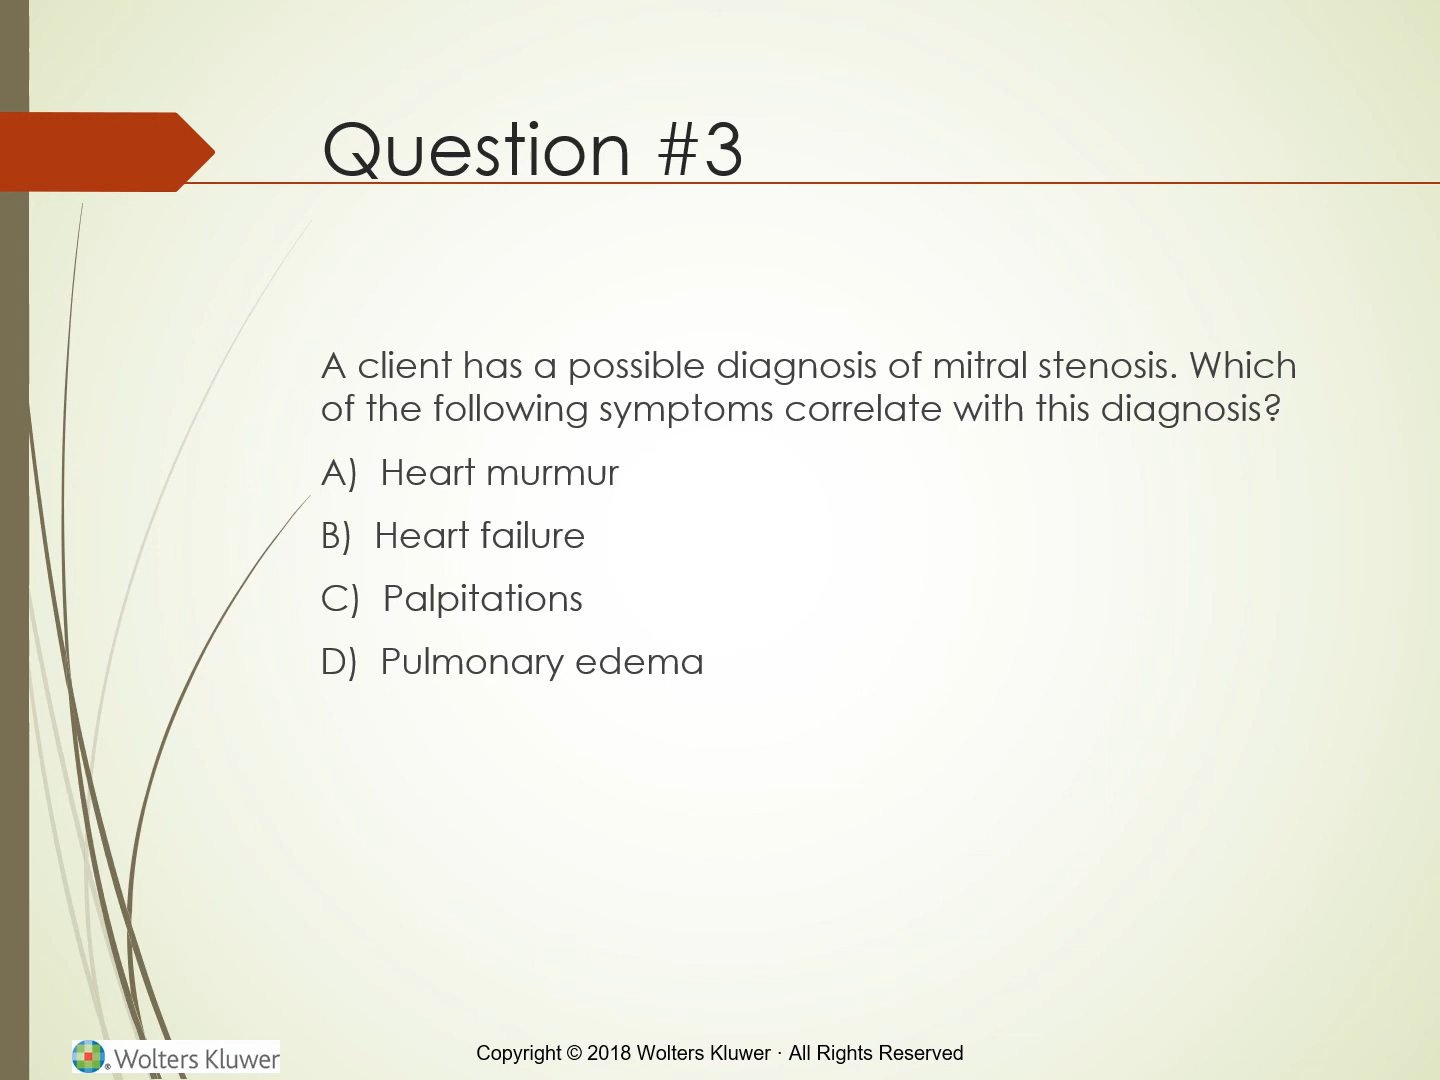 Question #3
A client has a possible diagnosis of mitral stenosis. Which
of the following symptoms correlate with this diagnosis?
A) Heart murmur
B) Heart failure
C) Palpitations
D) Pulmonary edema
Wolters Kluwer
Copyright © 2018 Wolters Kluwer · All Rights Reserved